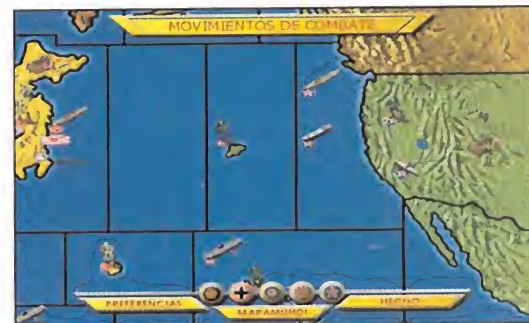 MOVIMIENTOS DE COMBATE
PREFERENCIAS
MAPAMUNDI
HECHO